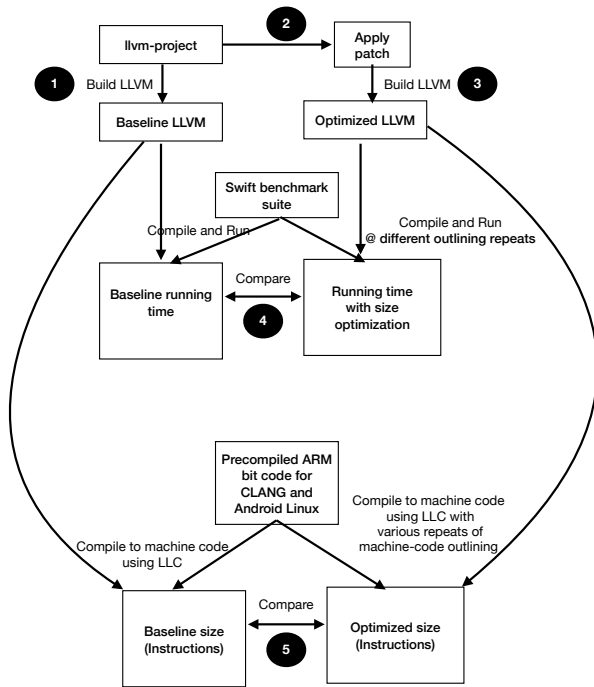 2
llvm-project
Apply
patch
1
Build LLVM
Build LLVM
3
Baseline LLVM
Optimized LLVM
Swift benchmark
suite
Compile and Run
Compile and Run
@ different outlining repeats
Baseline running
time
Compare
4
Running time
with size
optimization
Precompiled ARM
bit code for
CLANG and
Android Linux
Compile to machine code
using LLC with
various repeats of
machine-code outlining
Compile to machine code
using LLC
Baseline size
(Instructions)
Compare
5
Optimized size
(Instructions)